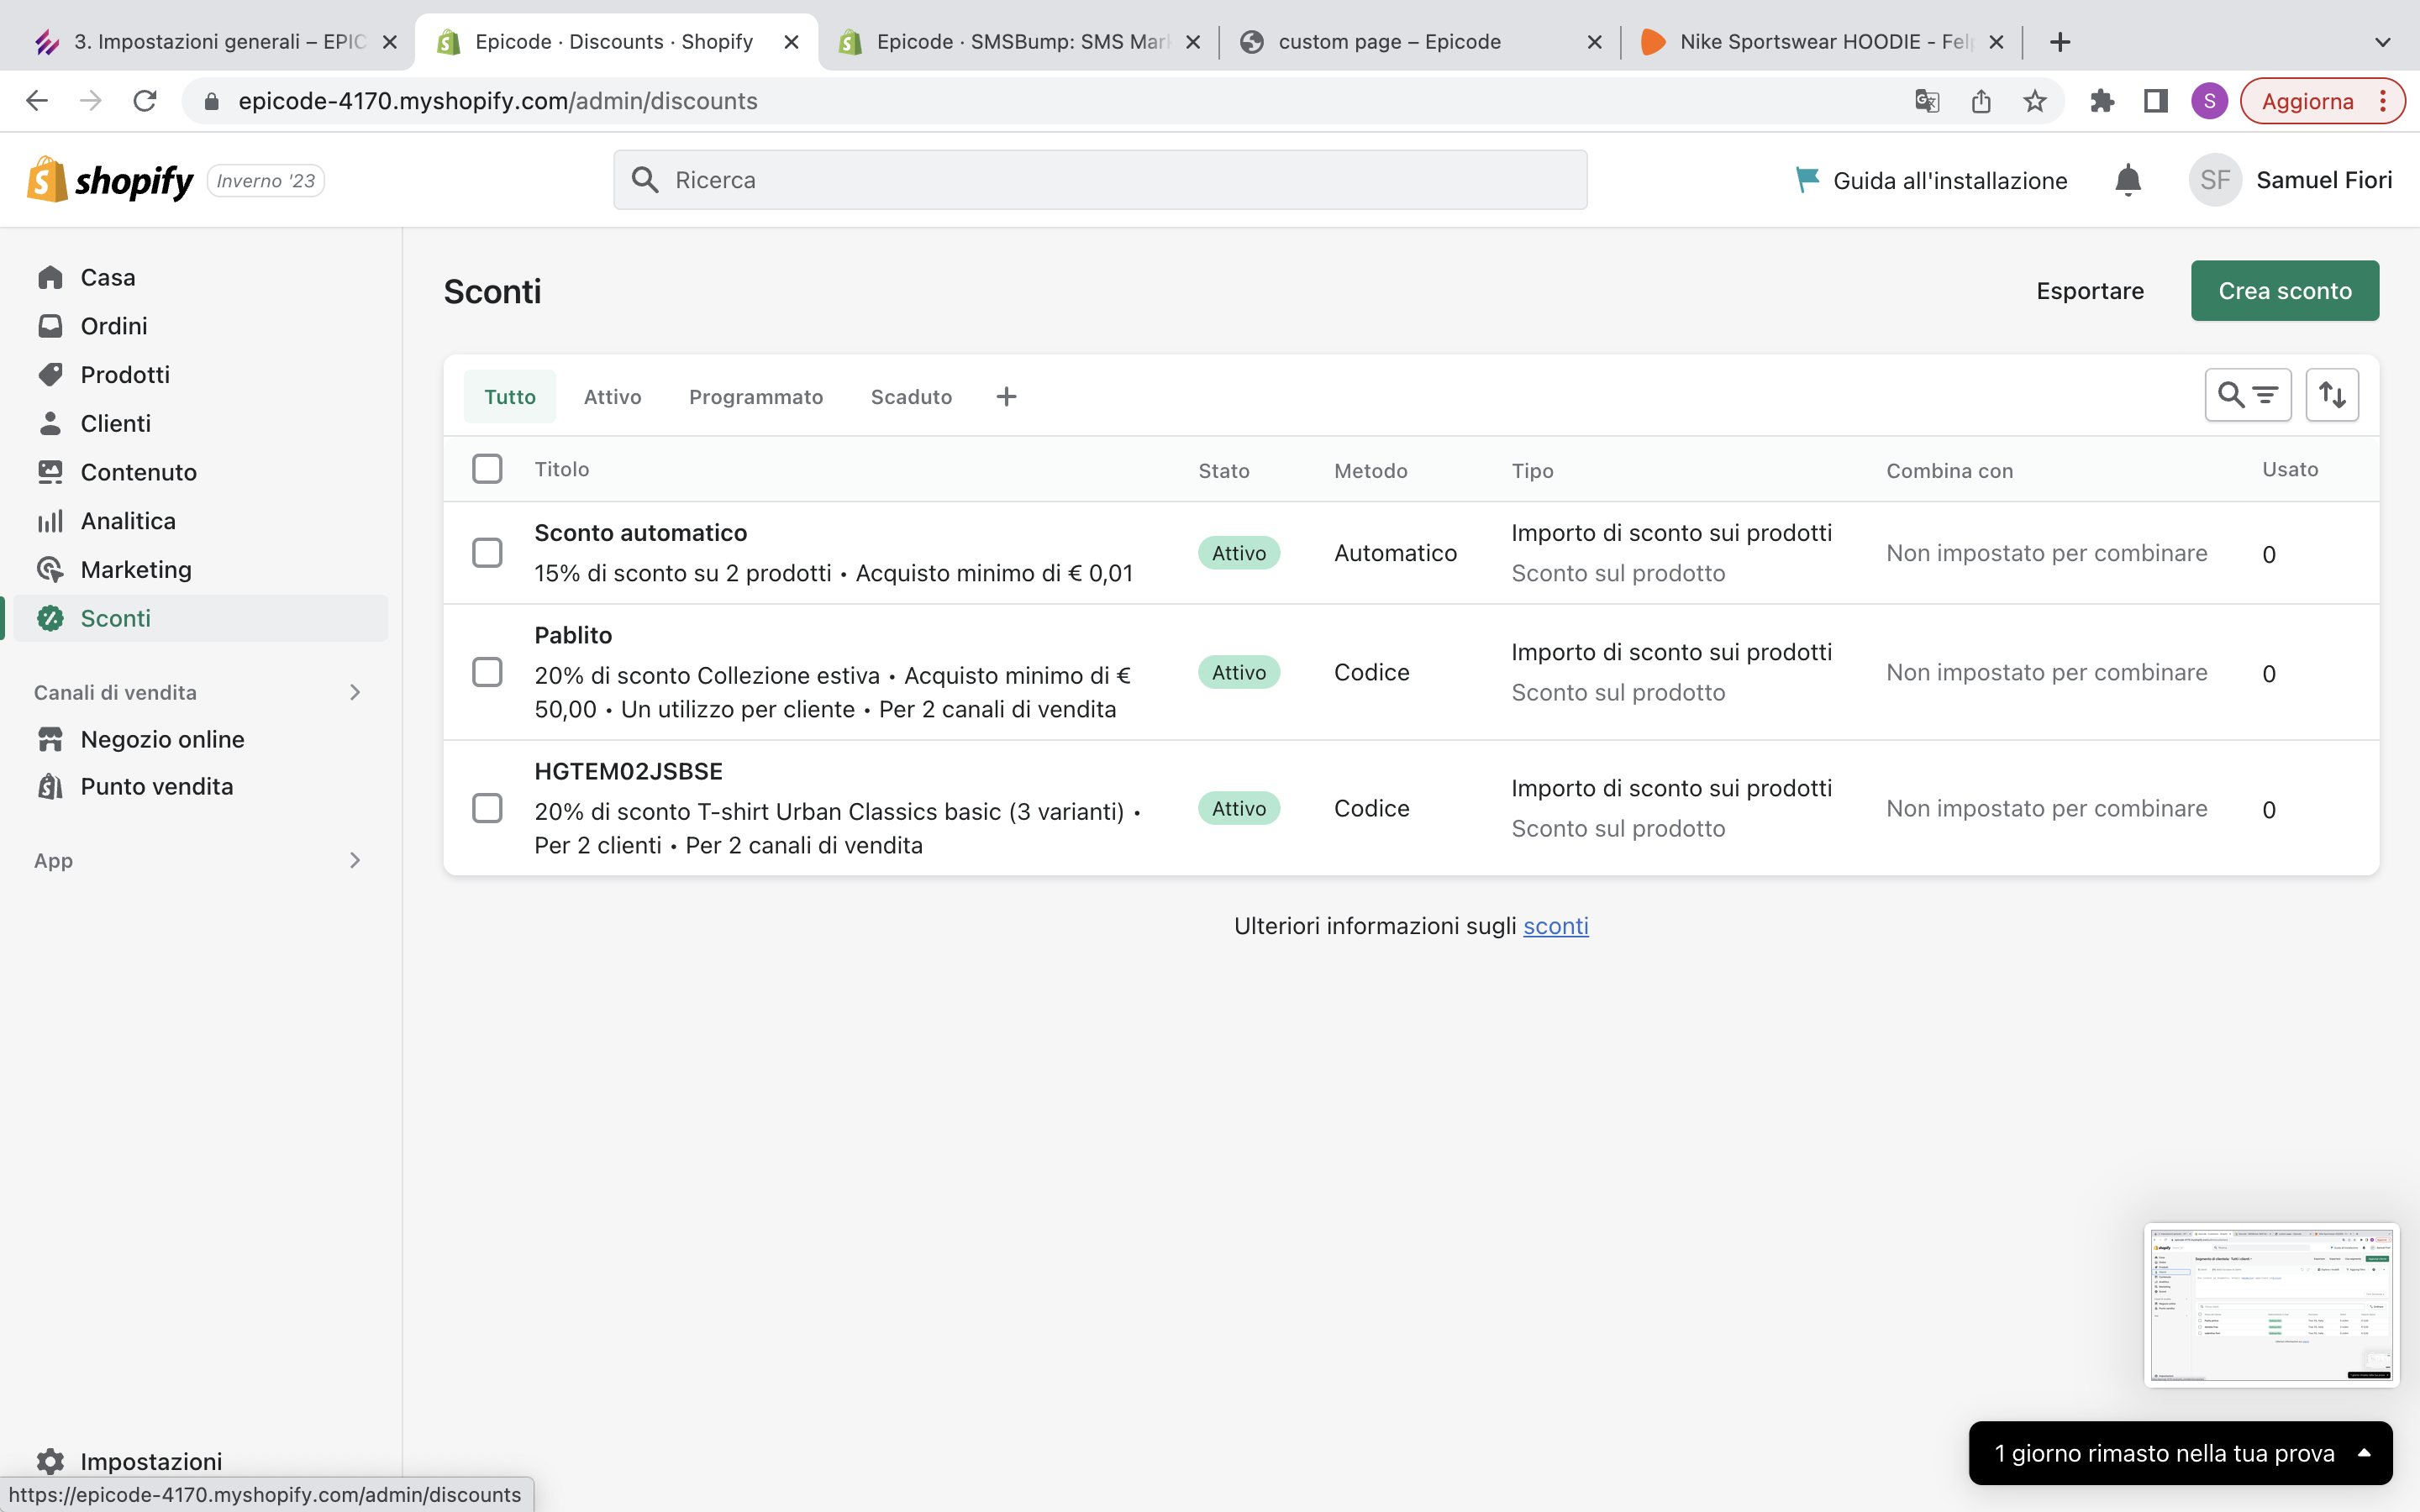 3. Impostazioni generali – EPIC
Epicode · Discounts · Shopify
Epicode · SMSBump: SMS Mark
custom page – Epicode
Nike Sportswear HOODIE - Felp
epicode-4170.myshopify.com/admin/discounts
S
Aggiorna
shopify
Inverno '23
Ricerca
Guida all'installazione
SF
Samuel Fiori
Casa
Ordini
Prodotti
Clienti
Contenuto
Analitica
Marketing
Sconti
Canali di vendita
Negozio online
Punto vendita
App
Impostazioni
https://epicode-4170.myshopify.com/admin/discounts
Sconti
Esportare
Crea sconto
Tutto Attivo Programmato Scaduto
Titolo Stato Metodo Tipo Combina con Usato
Sconto automatico
15% di sconto su 2 prodotti • Acquisto minimo di € 0,01
Attivo
Automatico
Importo di sconto sui prodotti
Sconto sul prodotto
Non impostato per combinare
0
Pablito
20% di sconto Collezione estiva • Acquisto minimo di €
50,00 • Un utilizzo per cliente • Per 2 canali di vendita
Attivo
Codice
Importo di sconto sui prodotti
Sconto sul prodotto
Non impostato per combinare
0
HGTEM02JSBSE
20% di sconto T-shirt Urban Classics basic (3 varianti) •
Per 2 clienti • Per 2 canali di vendita
Attivo
Codice
Importo di sconto sui prodotti
Sconto sul prodotto
Non impostato per combinare
0
Ulteriori informazioni sugli sconti
1 giorno rimasto nella tua prova